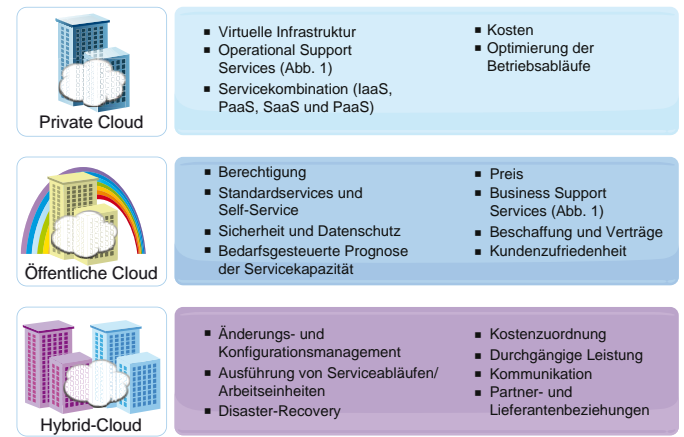 Private Cloud
▪ Virtuelle Infrastruktur
▪ Operational Support
Services (Abb. 1)
▪ Servicekombination (IaaS,
PaaS, SaaS und PaaS)
▪ Kosten
▪ Optimierung der
Betriebsabläufe
Öffentliche Cloud
▪ Berechtigung
▪ Standardservices und
Self-Service
▪ Sicherheit und Datenschutz
▪ Bedarfsgesteuerte Prognose
der Servicekapazität
▪ Preis
▪ Business Support
Services (Abb. 1)
▪ Beschaffung und Verträge
▪ Kundenzufriedenheit
Hybrid-Cloud
▪ Änderungs- und
Konfigurationsmanagement
▪ Ausführung von Serviceabläufen/
Arbeitseinheiten
▪ Disaster-Recovery
▪ Kostenzuordnung
▪ Durchgängige Leistung
▪ Kommunikation
▪ Partner- und
Lieferantenbeziehungen